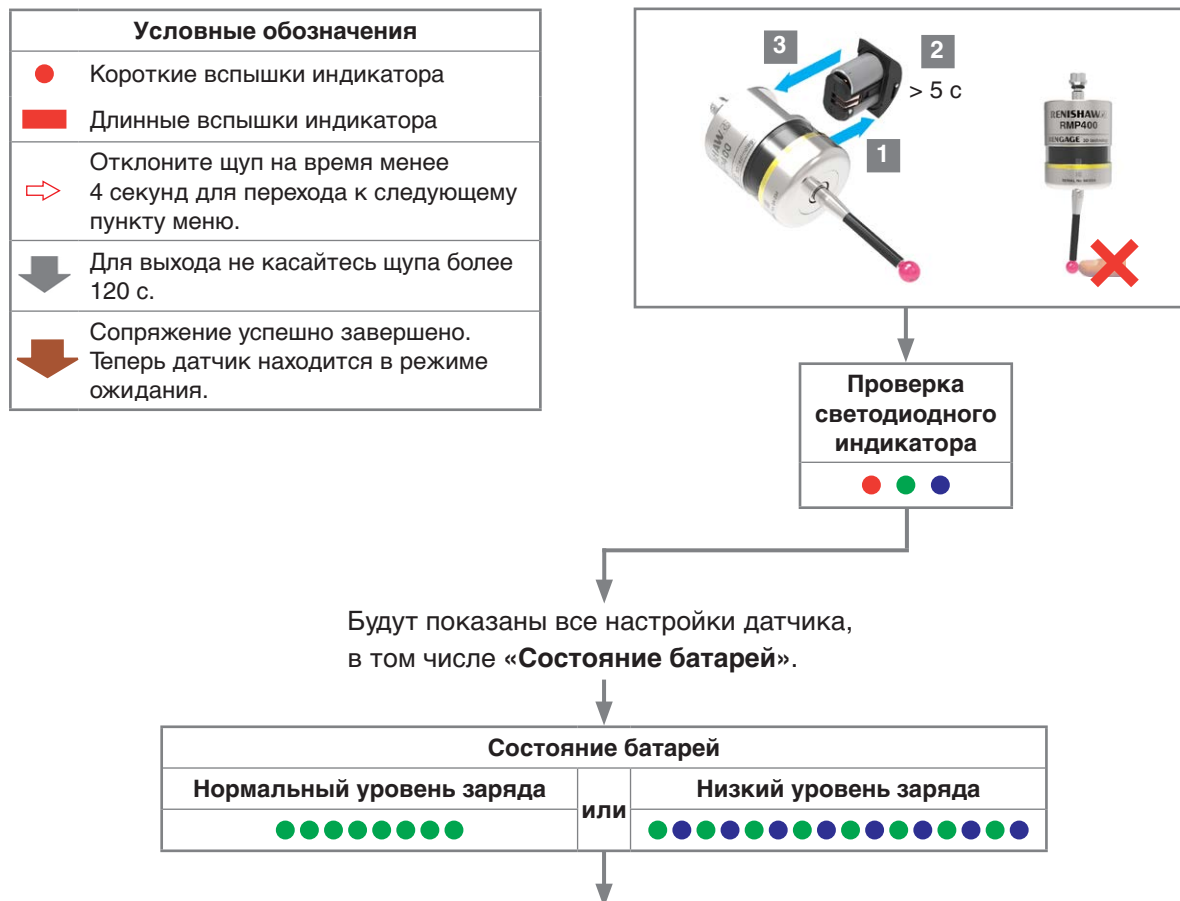 Условные обозначения
Короткие вспышки индикатора
Длинные вспышки индикатора
Отклоните щуп на время менее
4 секунд для перехода к следующему
пункту меню.
Для выхода не касайтесь щупа более
120 с.
Сопряжение успешно завершено.
Теперь датчик находится в режиме
ожидания.
3
2
> 5 с
1
RENISHAW
RMP400
RENGAGE
Проверка
светодиодного
индикатора
Будут показаны все настройки датчика,
в том числе «Состояние батарей».
Состояние батарей
Нормальный уровень заряда
или
Низкий уровень заряда